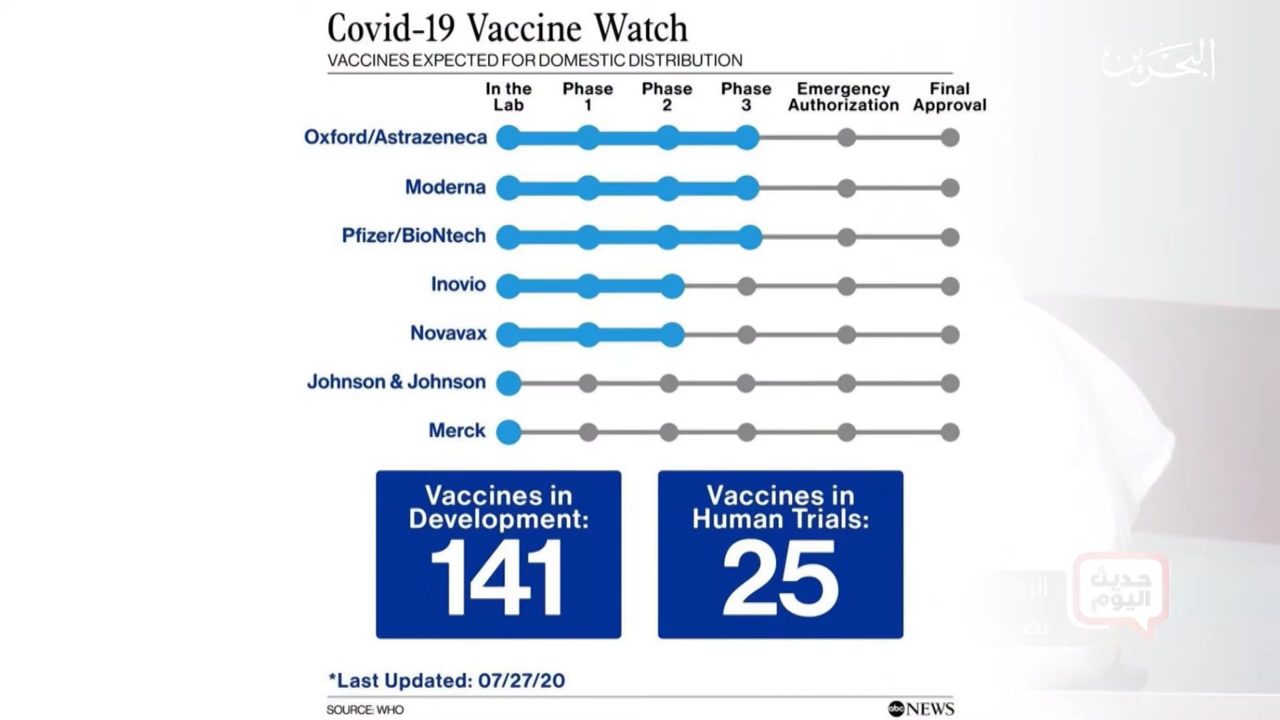 Covid-19 Vaccine Watch
VACCINES EXPECTED FOR DOMESTIC DISTRIBUTION
البحرين
In the Lab
Phase 1
Phase 2
Phase 3
Emergency Authorization
Final Approval
Oxford/Astrazeneca
Moderna
Pfizer/BioNtech
Inovio
Novavax
Johnson & Johnson
Merck
Vaccines in
Development:
141
Vaccines in
Human Trials:
25
حديث
اليوم
*Last Updated: 07/27/20
SOURCE: WHO
abc NEWS